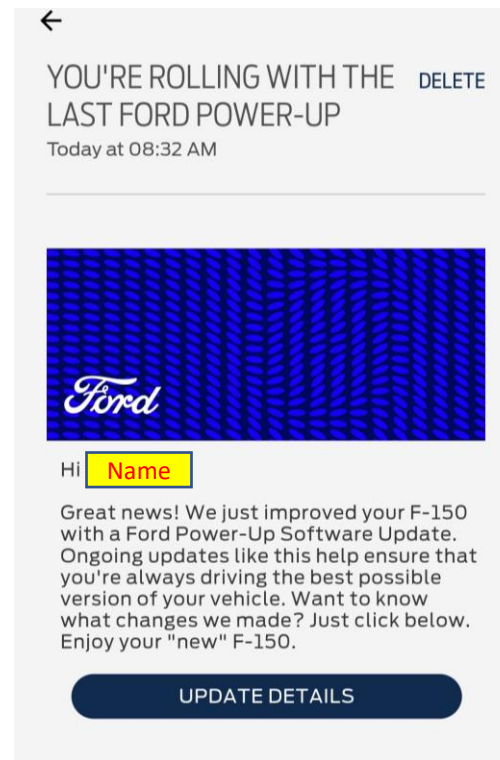 YOU'RE ROLLING WITH THE
LAST FORD POWER-UP
DELETE
Today at 08:32 AM
Ford
Hi Name
Great news! We just improved your F-150
with a Ford Power-Up Software Update.
Ongoing updates like this help ensure that
you're always driving the best possible
version of your vehicle. Want to know
what changes we made? Just click below.
Enjoy your "new" F-150.
UPDATE DETAILS